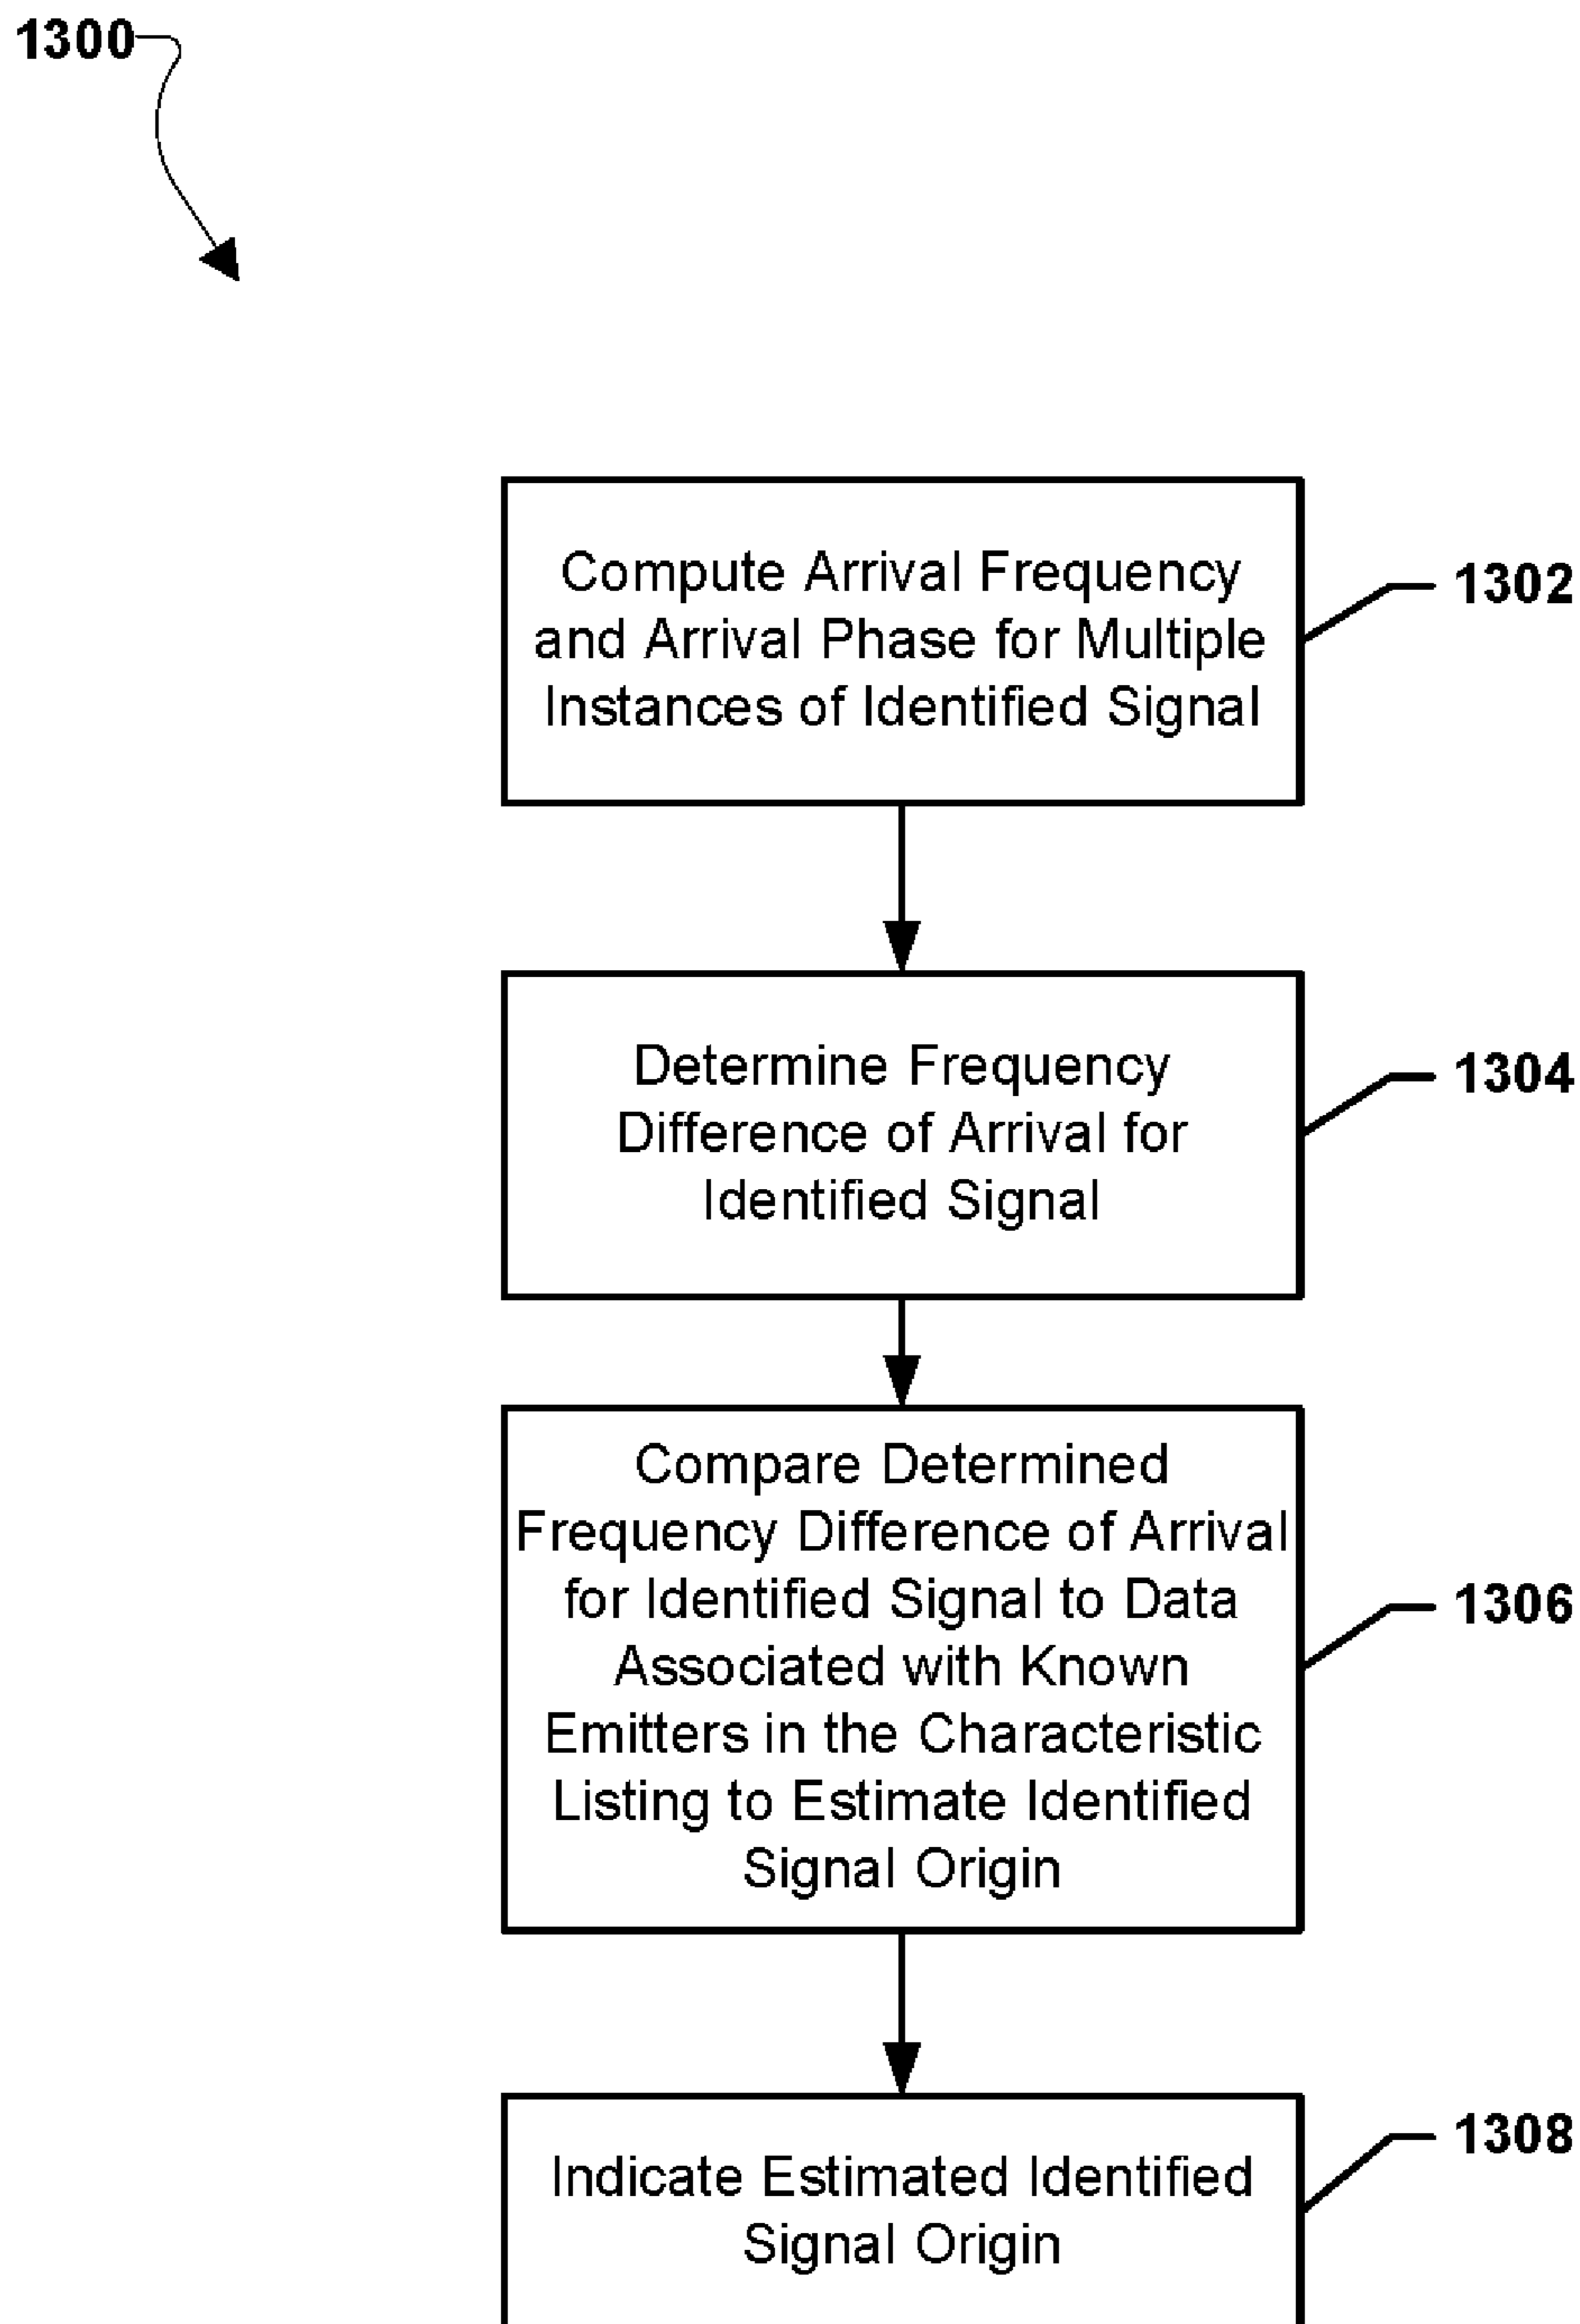 1300
Compute Arrival Frequency
and Arrival Phase for Multiple
Instances of Identified Signal
1302
Determine Frequency
Difference of Arrival for
Identified Signal
1304
Compare Determined
Frequency Difference of Arrival
for Identified Signal to Data
Associated with Known
Emitters in the Characteristic
Listing to Estimate Identified
Signal Origin
1306
Indicate Estimated Identified
Signal Origin
1308